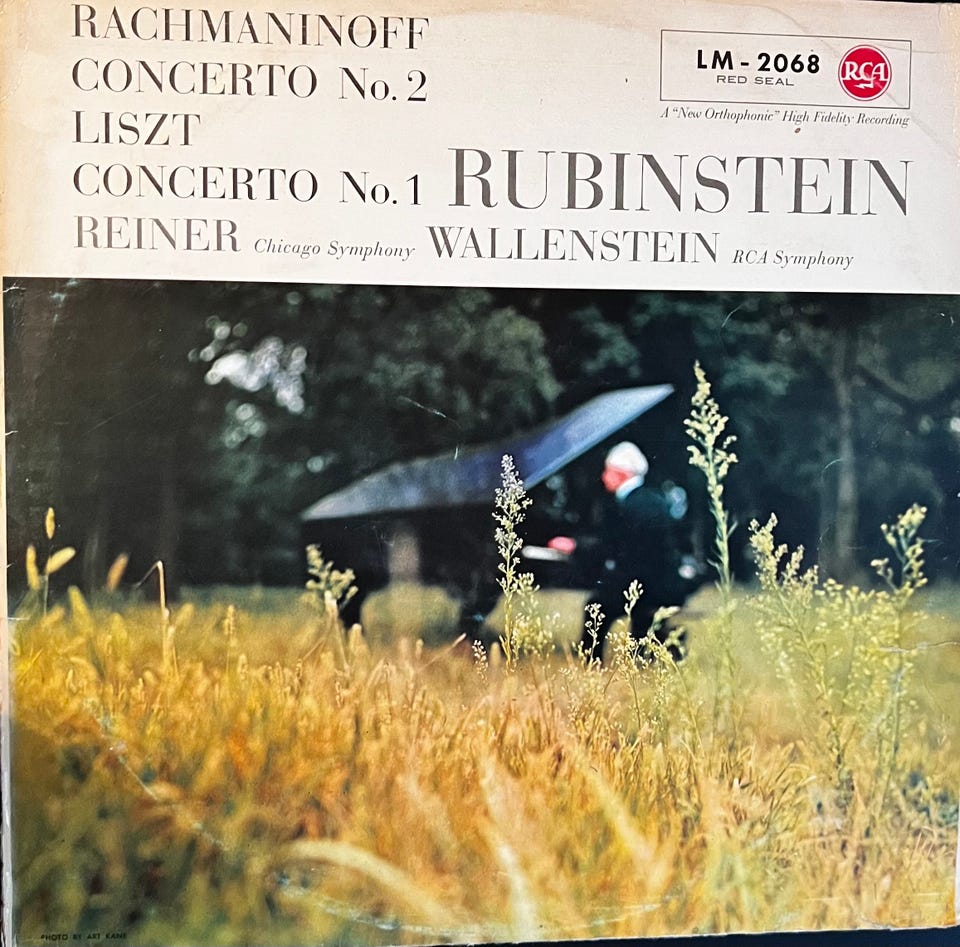 RACHMANINOFF
CONCERTO No. 2
LISZT
CONCERTO No. 1 RUBINSTEIN
REINER Chicago Symphony WALLENSTEIN RCA Symphony
LM-2068
RED SEAL
RCA
A "New Orthophonic" High Fidelity Recording
PHOTO BY ART KANE